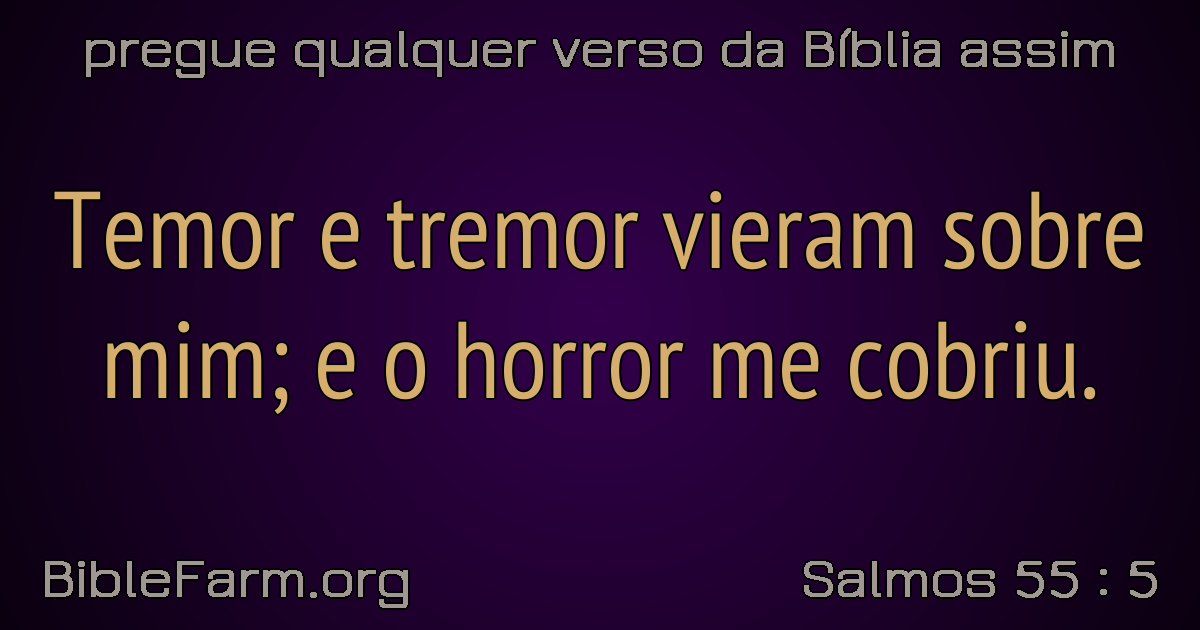 pregue qualquer verso da Bíblia assim
Temor e tremor vieram sobre
mim; e o horror me cobriu.
BibleFarm.org
Salmos 55 : 5